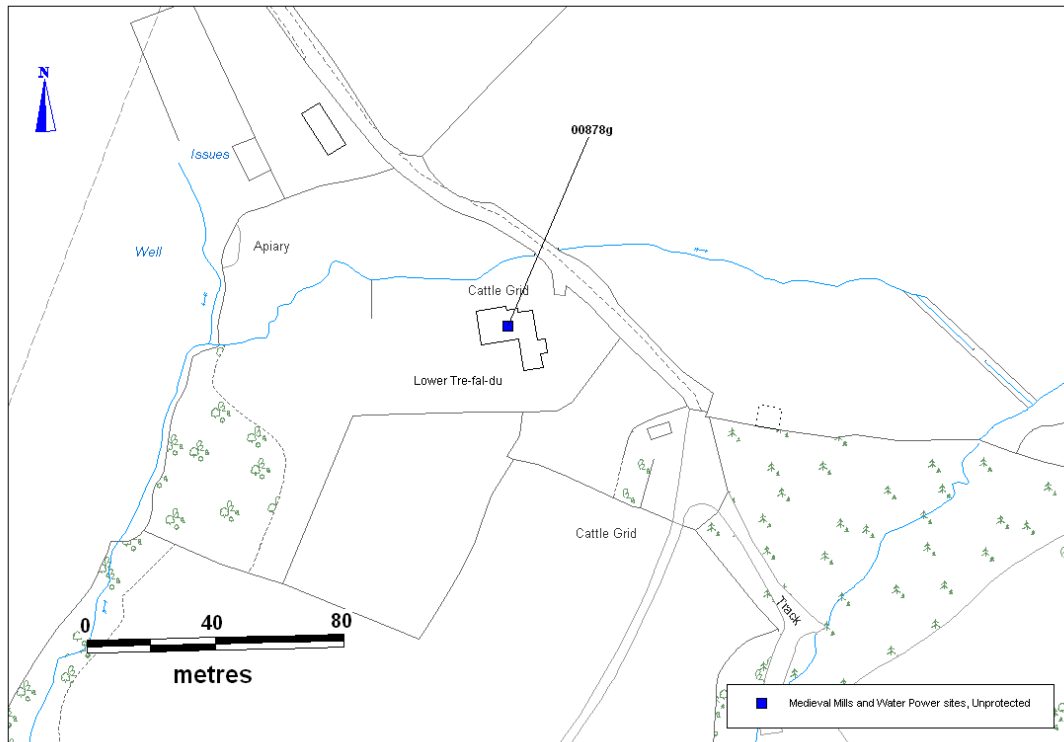 N
00878g
Issues
Well
Apiary
Cattle Grid
Lower Tre-fal-du
Cattle Grid
Track
0 40 80
metres
Medieval Mills and Water Power sites, Unprotected